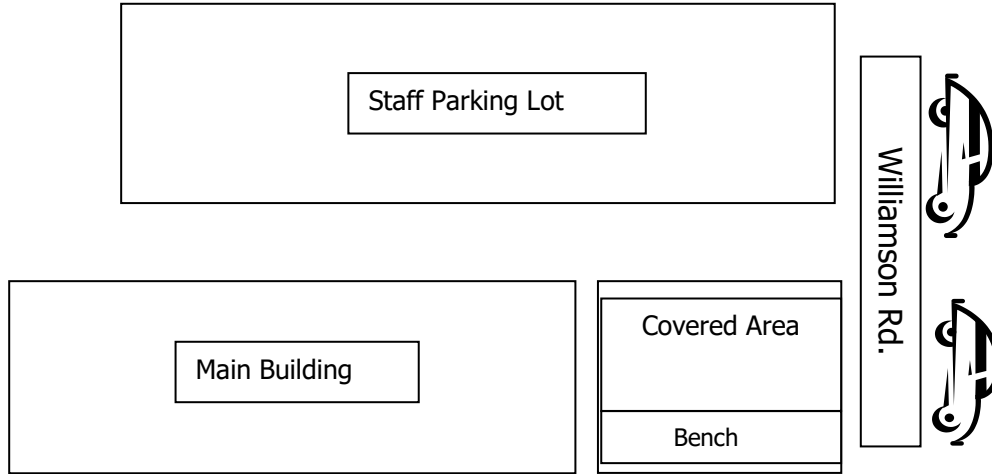 Staff Parking Lot
Williamson Rd.
Main Building
Covered Area
Bench